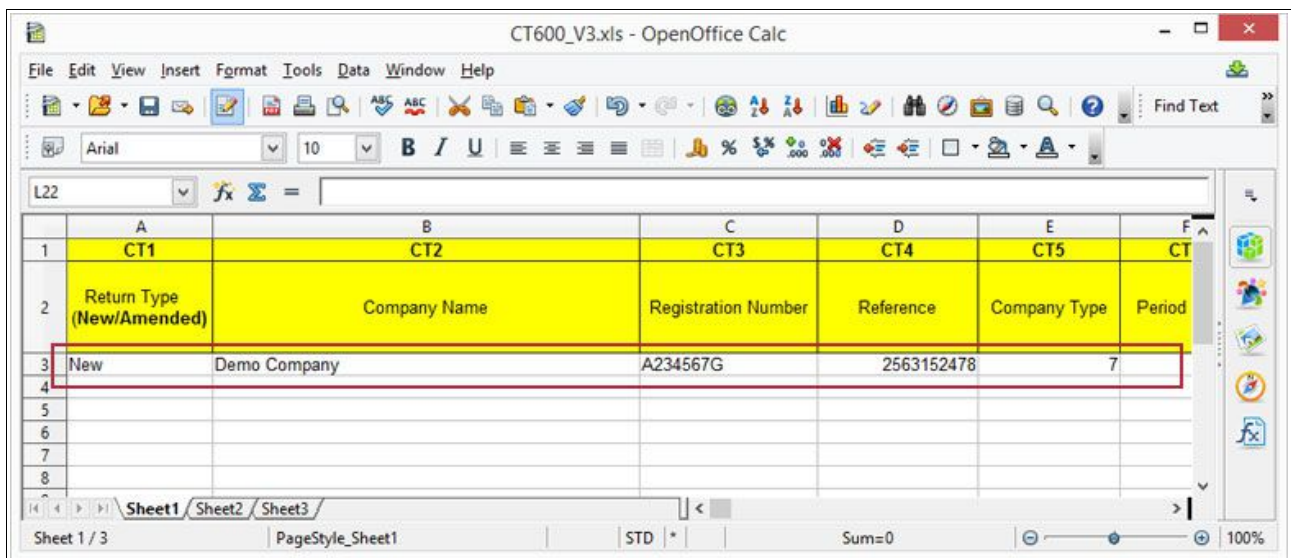 CT600_V3.xls - OpenOffice Calc
File Edit View Insert Format Tools Data Window Help
Find Text
Arial 10 B I U
L22
A B C D E F
1 CT1 CT2 CT3 CT4 CT5 CT
2 Return Type (New/Amended) Company Name Registration Number Reference Company Type Period
3 New Demo Company A234567G 2563152478 7
4
5
6
7
8
Sheet1 Sheet2 Sheet3
Sheet 1 / 3 PageStyle_Sheet1 STD * Sum=0 100%